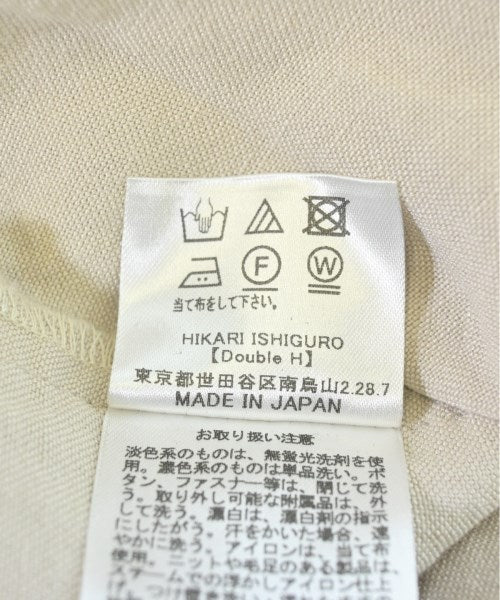 F
W
当て布をして下さい。
HIKARI ISHIGURO
【Double H】
東京都世田谷区南烏山2.28.7
MADE IN JAPAN
お取り扱い注意
淡色系のものは、無蛍光洗剤を使
用。濃色系のものは単品洗い。ボ
タン、ファスナー等は、閉じて洗
う。取り外し可能な附属品は、外
して洗う。漂白は、漂白剤の指示
にしたがう。汗をかいた場合、速
やかに洗う。アイロンは、当て布
使用。ニットや毛足のある製品は、
スチームでの浮かしアイロン仕上